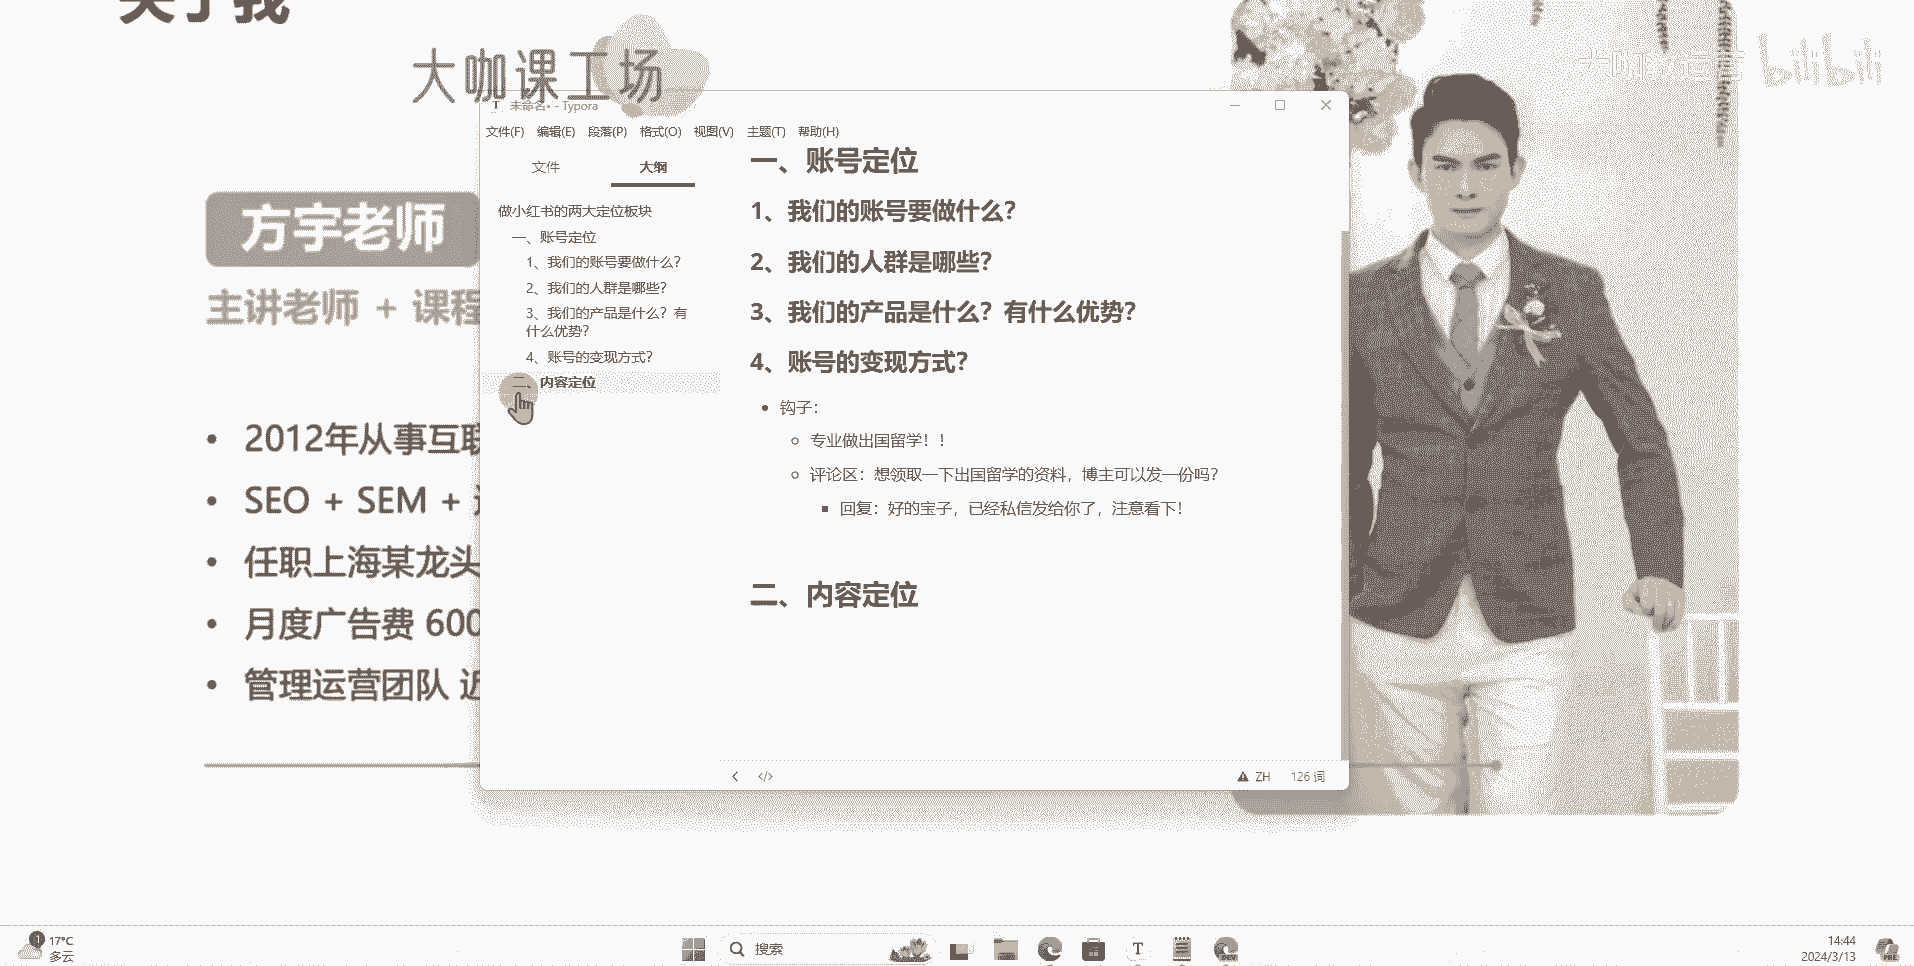 关于我
大咖课工场
bilibili
未命名• - Typora
文件(F) 编辑(E) 段落(P) 格式(O) 视图(V) 主题(T) 帮助(H)
文件 大纲
做小红书的两大定位板块
一、账号定位
1、我们的账号要做什么？
2、我们的人群是哪些？
3、我们的产品是什么？有
什么优势？
4、账号的变现方式？
二、内容定位
一、账号定位
1、我们的账号要做什么？
2、我们的人群是哪些？
3、我们的产品是什么？有什么优势？
4、账号的变现方式？
钩子：
专业做出国留学！！
评论区：想领取一下出国留学的资料，博主可以发一份吗？
回复：好的宝子，已经私信发给你了，注意看下！
二、内容定位
ZH 126 词
方宇老师
主讲老师 + 课程
2012年从事互联
SEO + SEM +
任职上海某龙头
月度广告费 600
管理运营团队 近
1
17°C
多云
搜索
T
DEV
14:44
2024/3/13
PRE